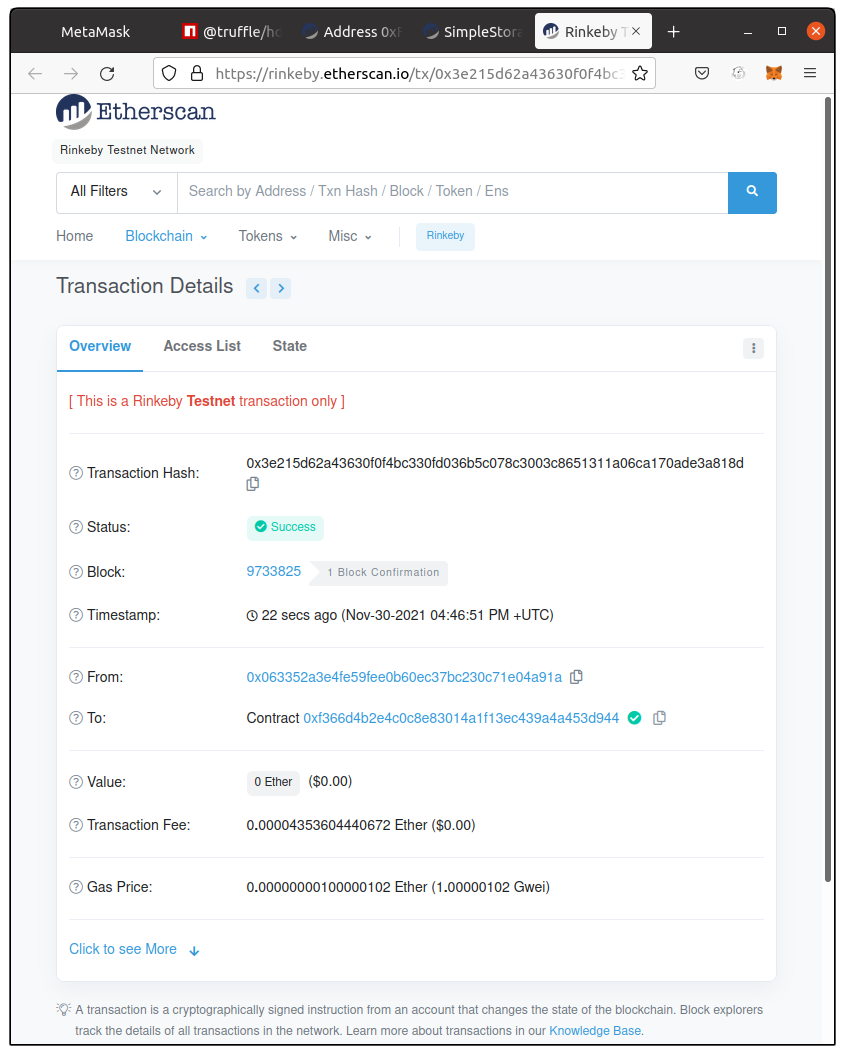 MetaMask
@truffle/hd
Address 0xF
SimpleStora
Rinkeby T
https://rinkeby.etherscan.io/tx/0x3e215d62a43630f0f4bc3
Etherscan
Rinkeby Testnet Network
All Filters
Search by Address / Txn Hash / Block / Token / Ens
Home Blockchain Tokens Misc Rinkeby
Transaction Details
Overview Access List State
[ This is a Rinkeby Testnet transaction only ]
Transaction Hash:
0x3e215d62a43630f0f4bc330fd036b5c078c3003c8651311a06ca170ade3a818d
Status: Success
Block: 9733825 1 Block Confirmation
Timestamp: 22 secs ago (Nov-30-2021 04:46:51 PM +UTC)
From: 0x063352a3e4fe59fee0b60ec37bc230c71e04a91a
To: Contract 0xf366d4b2e4c0c8e83014a1f13ec439a4a453d944
Value: 0 Ether ($0.00)
Transaction Fee: 0.00004353604440672 Ether ($0.00)
Gas Price: 0.00000000100000102 Ether (1.00000102 Gwei)
Click to see More
A transaction is a cryptographically signed instruction from an account that changes the state of the blockchain. Block explorers
track the details of all transactions in the network. Learn more about transactions in our Knowledge Base.